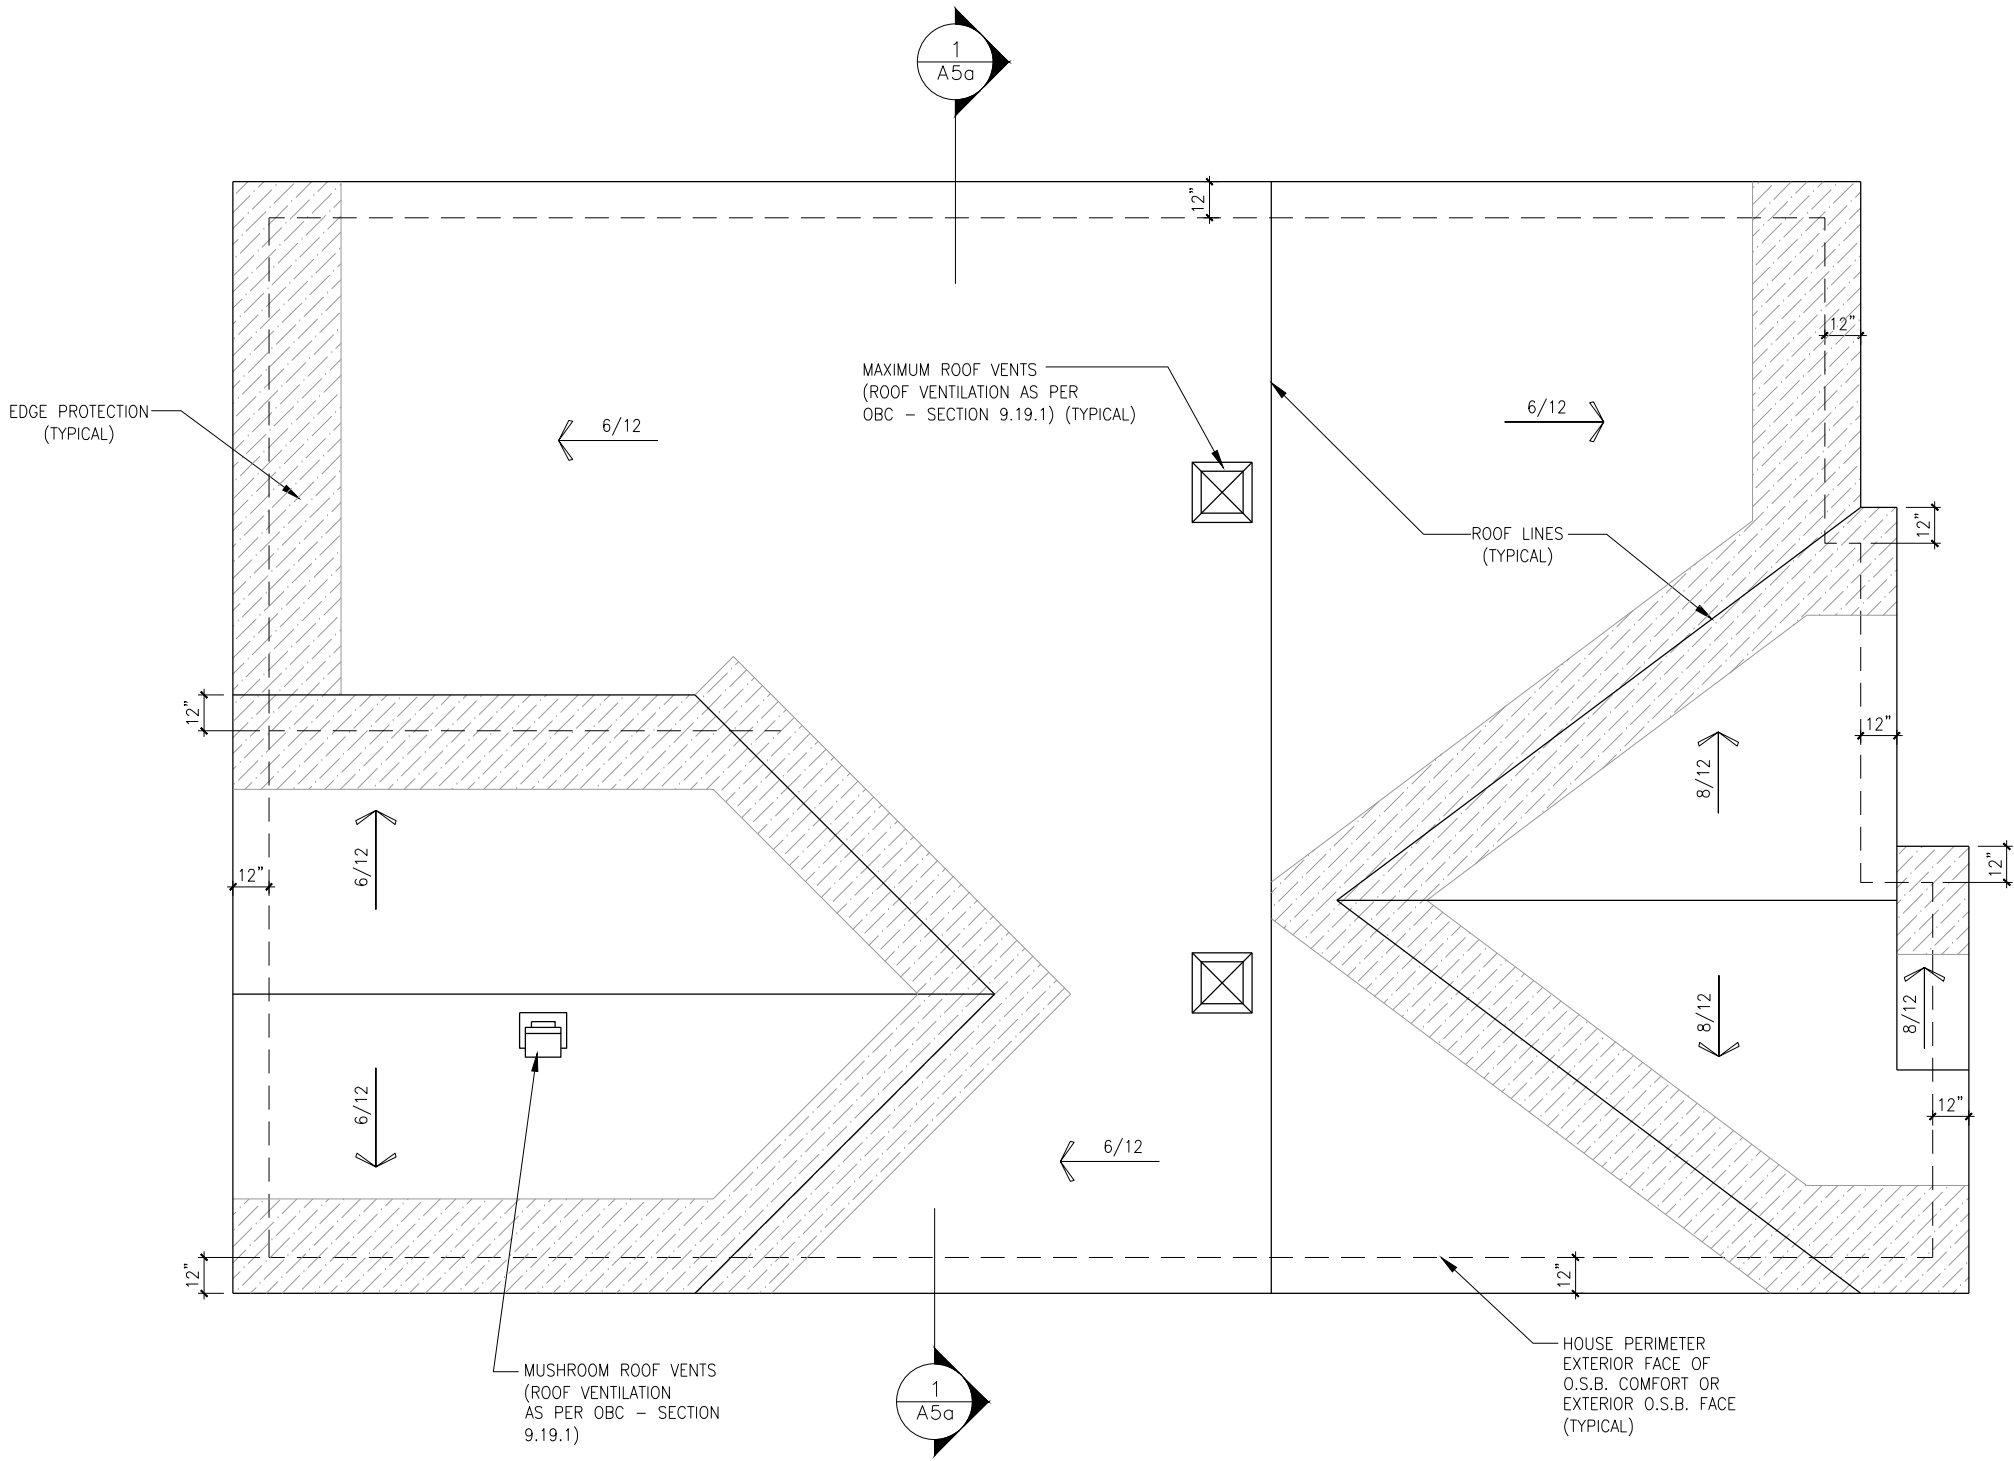 1
A5a
12"
12"
MAXIMUM ROOF VENTS
(ROOF VENTILATION AS PER
OBC – SECTION 9.19.1) (TYPICAL)
EDGE PROTECTION
(TYPICAL)
6/12
6/12
ROOF LINES
(TYPICAL)
12"
12"
12"
8/12
6/12
12"
12"
8/12
8/12
6/12
12"
6/12
12"
12"
HOUSE PERIMETER
EXTERIOR FACE OF
O.S.B. COMFORT OR
EXTERIOR O.S.B. FACE
(TYPICAL)
MUSHROOM ROOF VENTS
(ROOF VENTILATION
AS PER OBC – SECTION
9.19.1)
1
A5a